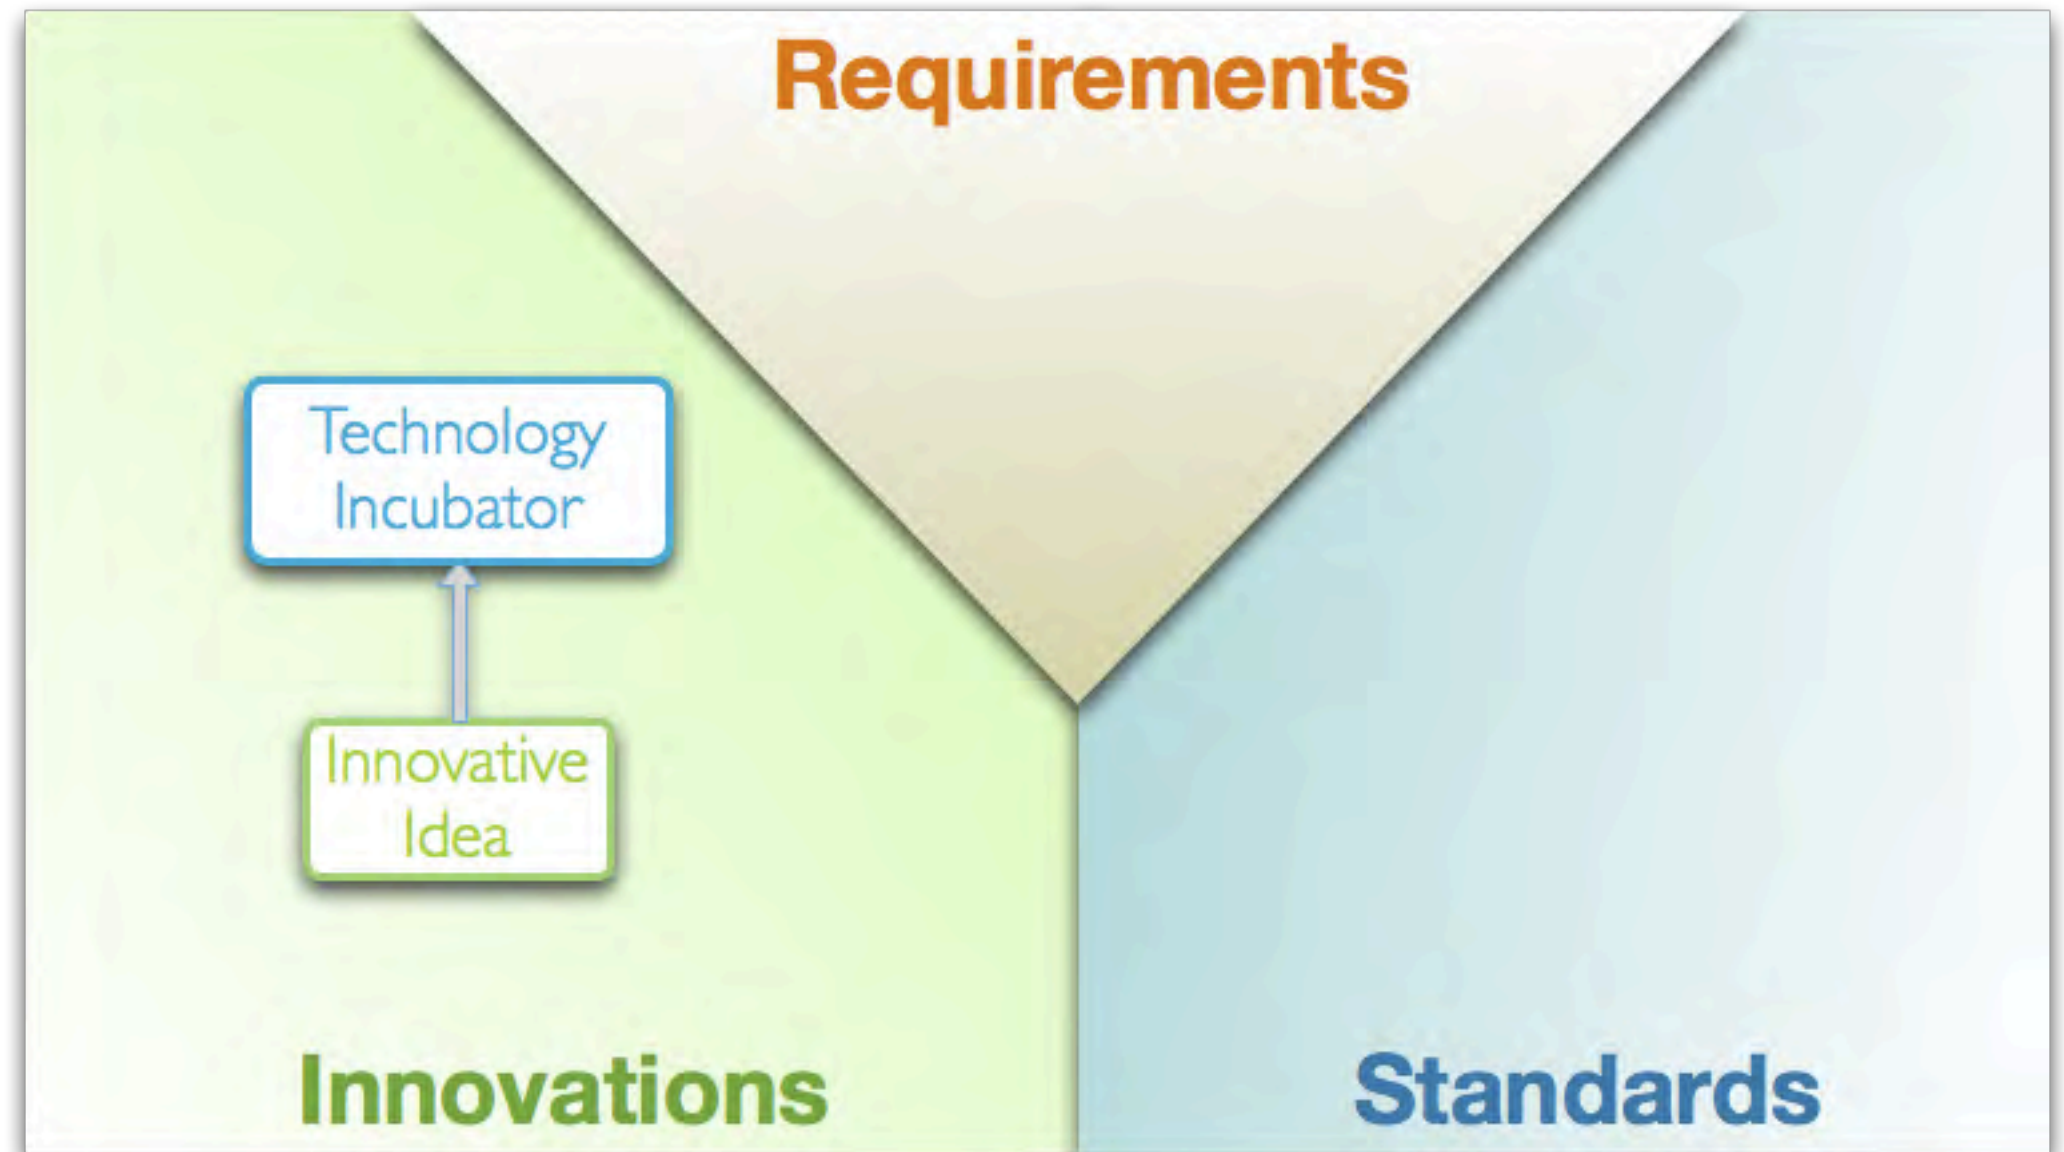 Requirements
Technology
Incubator
Innovative
Idea
Innovations
Standards